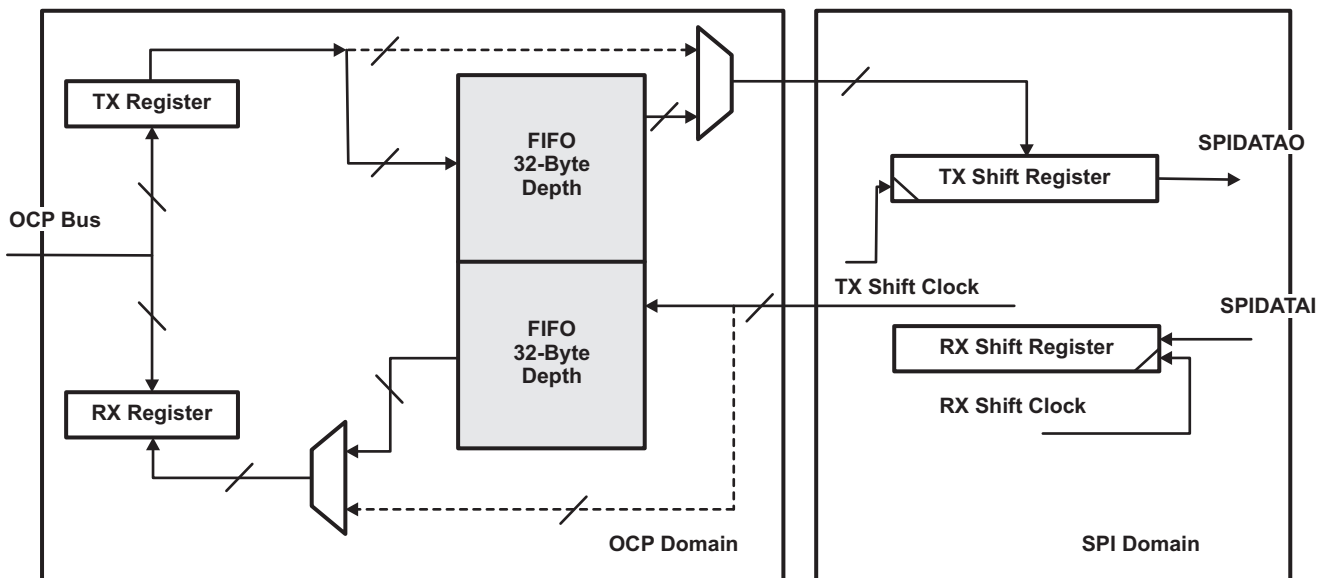 TX Register
FIFO
32-Byte
Depth
SPIDATAO
TX Shift Register
OCP Bus
TX Shift Clock
SPIDATAI
FIFO
32-Byte
Depth
RX Shift Register
RX Register
RX Shift Clock
OCP Domain
SPI Domain